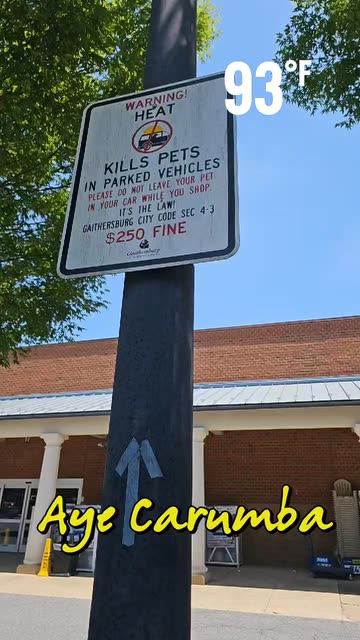 93°F
WARNING!
HEAT
KILLS PETS
IN PARKED VEHICLES
PLEASE DO NOT LEAVE YOUR PET
IN YOUR CAR WHILE YOU SHOP.
IT'S THE LAW!
GAITHERSBURG CITY CODE SEC 4-3
$250 FINE
Gaithersburg
Aye Carumba